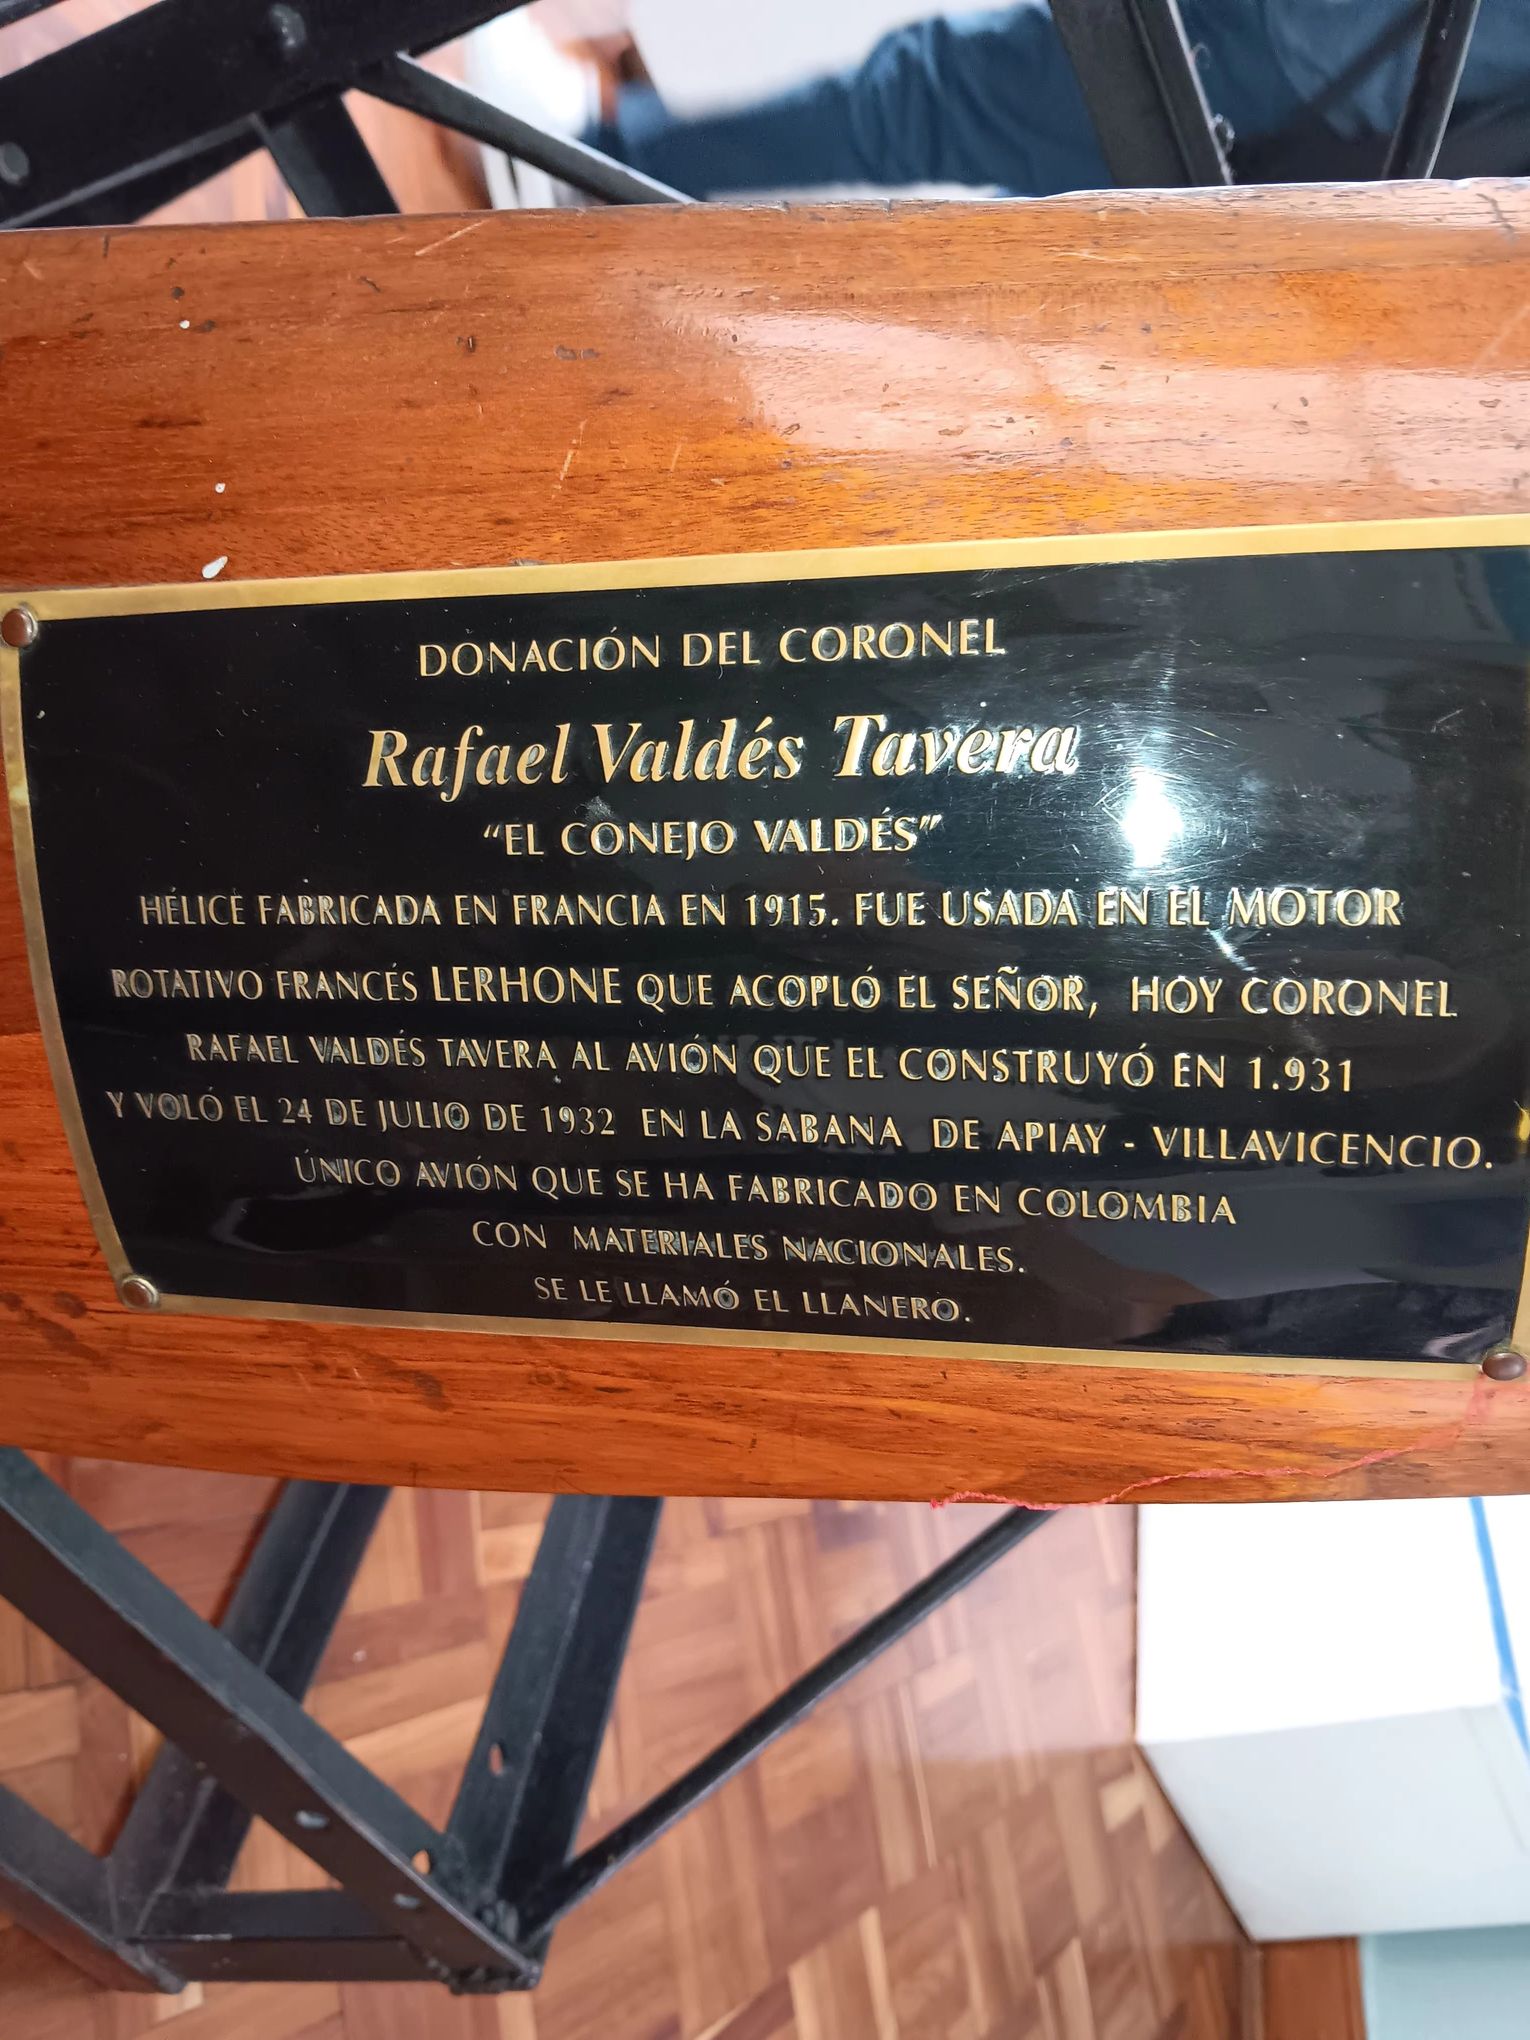 DONACIÓN DEL CORONEL
Rafael Valdés Tavera
"EL CONEJO VALDÉS"
HÉLICE FABRICADA EN FRANCIA EN 1915. FUE USADA EN EL MOTOR
ROTATIVO FRANCÉS LERHONE QUE ACOPLÓ EL SEÑOR, HOY CORONEL
RAFAEL VALDÉS TAVERA AL AVIÓN QUE EL CONSTRUYÓ EN 1.931
Y VOLÓ EL 24 DE JULIO DE 1932 EN LA SABANA DE APIAY - VILLAVICENCIO.
ÚNICO AVIÓN QUE SE HA FABRICADO EN COLOMBIA
CON MATERIALES NACIONALES.
SE LE LLAMÓ EL LLANERO.